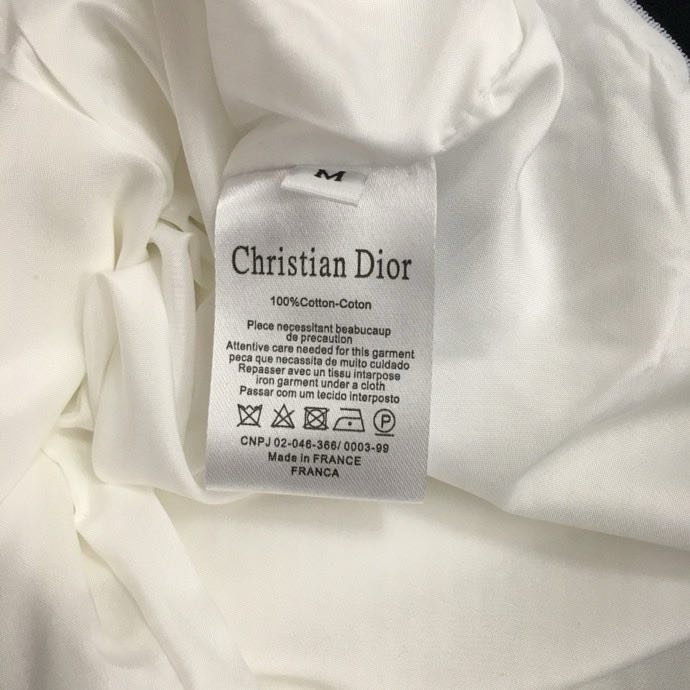 M
Christian Dior
100%Cotton-Coton
Piece necessitant beabucaup
de precaution
Attentive care needed for this garment
peca que necassita de muito cuidado
Repasser avec un tissu interpose
iron garment under a cloth
Passar com um tecido interposto
P
CNPJ 02-046-366/ 0003-99
Made in FRANCE
FRANCA